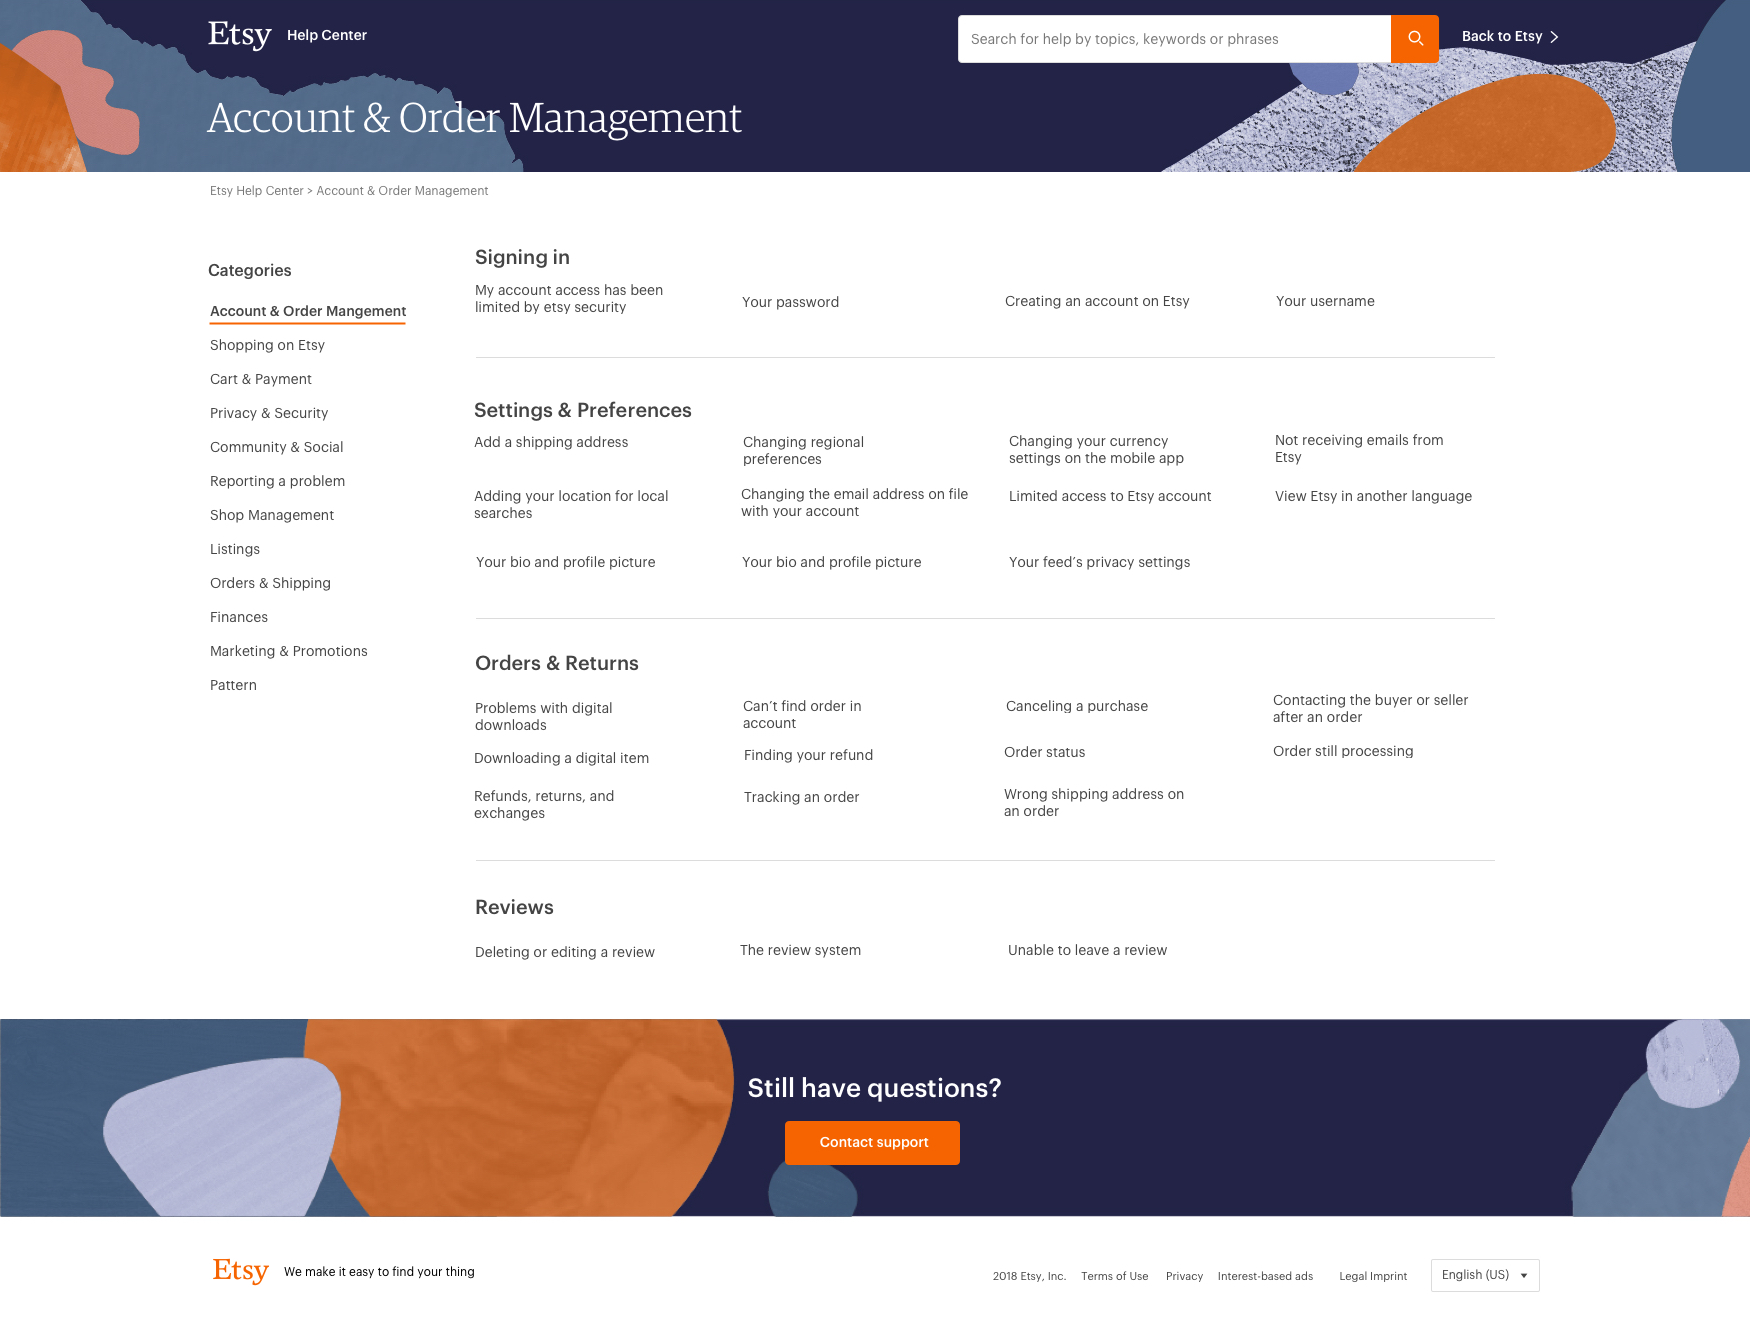 Etsy Help Center
Search for help by topics, keywords or phrases
Back to Etsy
Account & Order Management
Etsy Help Center > Account & Order Management
Categories
Account & Order Mangement
Shopping on Etsy
Cart & Payment
Privacy & Security
Community & Social
Reporting a problem
Shop Management
Listings
Orders & Shipping
Finances
Marketing & Promotions
Pattern
Signing in
My account access has been
limited by etsy security
Your password
Creating an account on Etsy
Your username
Settings & Preferences
Add a shipping address
Changing regional
preferences
Changing your currency
settings on the mobile app
Not receiving emails from
Etsy
Adding your location for local
searches
Changing the email address on file
with your account
Limited access to Etsy account
View Etsy in another language
Your bio and profile picture
Your bio and profile picture
Your feed’s privacy settings
Orders & Returns
Problems with digital
downloads
Can’t find order in
account
Canceling a purchase
Contacting the buyer or seller
after an order
Downloading a digital item
Finding your refund
Order status
Order still processing
Refunds, returns, and
exchanges
Tracking an order
Wrong shipping address on
an order
Reviews
Deleting or editing a review
The review system
Unable to leave a review
Still have questions?
Contact support
Etsy We make it easy to find your thing
2018 Etsy, Inc. Terms of Use Privacy Interest-based ads Legal Imprint English (US)